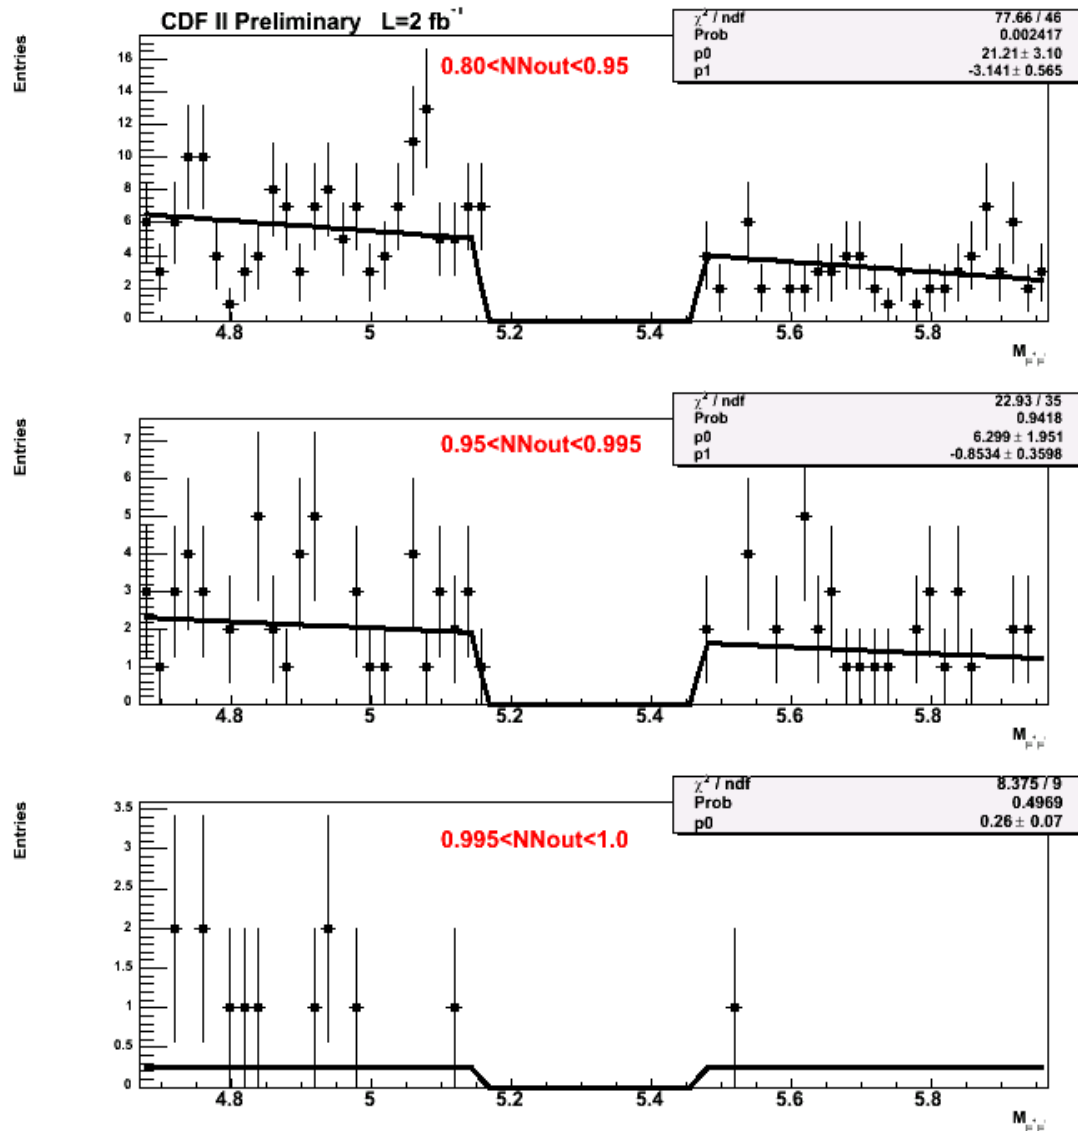 CDF II Preliminary L=2 fb⁻¹
χ² / ndf 77.66 / 46
Prob 0.002417
p0 21.21 ± 3.10
p1 -3.141 ± 0.565
0.80<NNout<0.95
Entries
16
14
12
10
8
6
4
2
0
4.8 5 5.2 5.4 5.6 5.8
M
χ² / ndf 22.93 / 35
Prob 0.9418
p0 6.299 ± 1.951
p1 -0.8534 ± 0.3598
0.95<NNout<0.995
Entries
7
6
5
4
3
2
1
0
4.8 5 5.2 5.4 5.6 5.8
M
χ² / ndf 8.375 / 9
Prob 0.4969
p0 0.26 ± 0.07
0.995<NNout<1.0
Entries
3.5
3
2.5
2
1.5
1
0.5
0
4.8 5 5.2 5.4 5.6 5.8
M